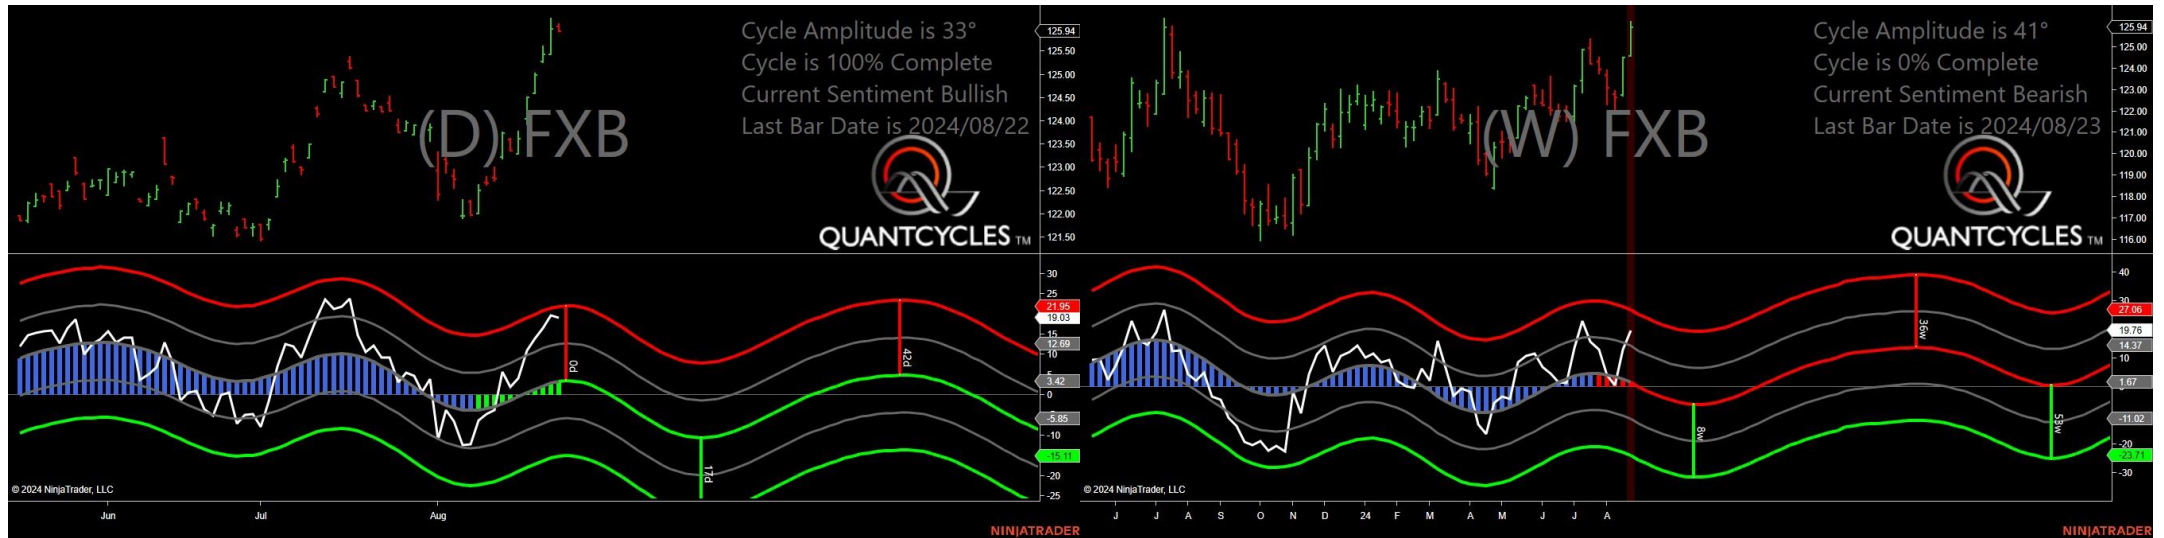 Cycle Amplitude is 33°
Cycle is 100% Complete
Current Sentiment Bullish
Last Bar Date is 2024/08/22
(D) FXB
QUANTCYCLES TM
125.94
125.50
125.00
124.50
124.00
123.50
123.00
122.50
122.00
121.50
30
25
21.95
19.03
15
12.69
10
5
3.42
0
-5.85
-10
-15.11
-20
-25
0d
17d
42d
© 2024 NinjaTrader, LLC
Jun
Jul
Aug
NINJATRADER
Cycle Amplitude is 41°
Cycle is 0% Complete
Current Sentiment Bearish
Last Bar Date is 2024/08/23
(W) FXB
QUANTCYCLES TM
125.94
125.00
124.00
123.00
122.00
121.00
120.00
119.00
118.00
117.00
116.00
40
30
27.06
19.76
14.37
10
1.67
-11.02
-20
-23.71
-30
8w
36w
53w
© 2024 NinjaTrader, LLC
J J A S O N D 24 F M A M J J A
NINJATRADER